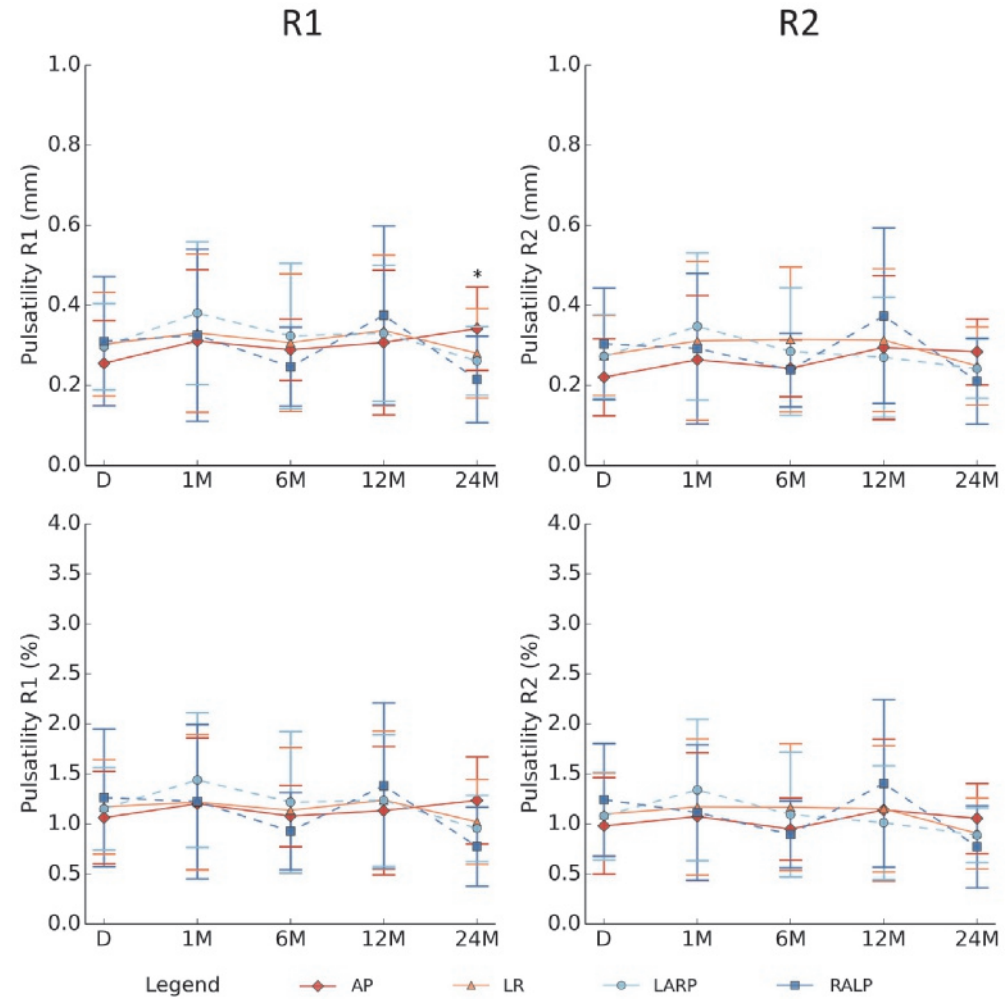 R1
R2
Pulsatility R1 (mm)
1.0
0.8
0.6
0.4
0.2
0.0
*
D 1M 6M 12M 24M
Pulsatility R2 (mm)
1.0
0.8
0.6
0.4
0.2
0.0
D 1M 6M 12M 24M
Pulsatility R1 (%)
4.0
3.5
3.0
2.5
2.0
1.5
1.0
0.5
0.0
D 1M 6M 12M 24M
Pulsatility R2 (%)
4.0
3.5
3.0
2.5
2.0
1.5
1.0
0.5
0.0
D 1M 6M 12M 24M
Legend AP LR LARP RALP